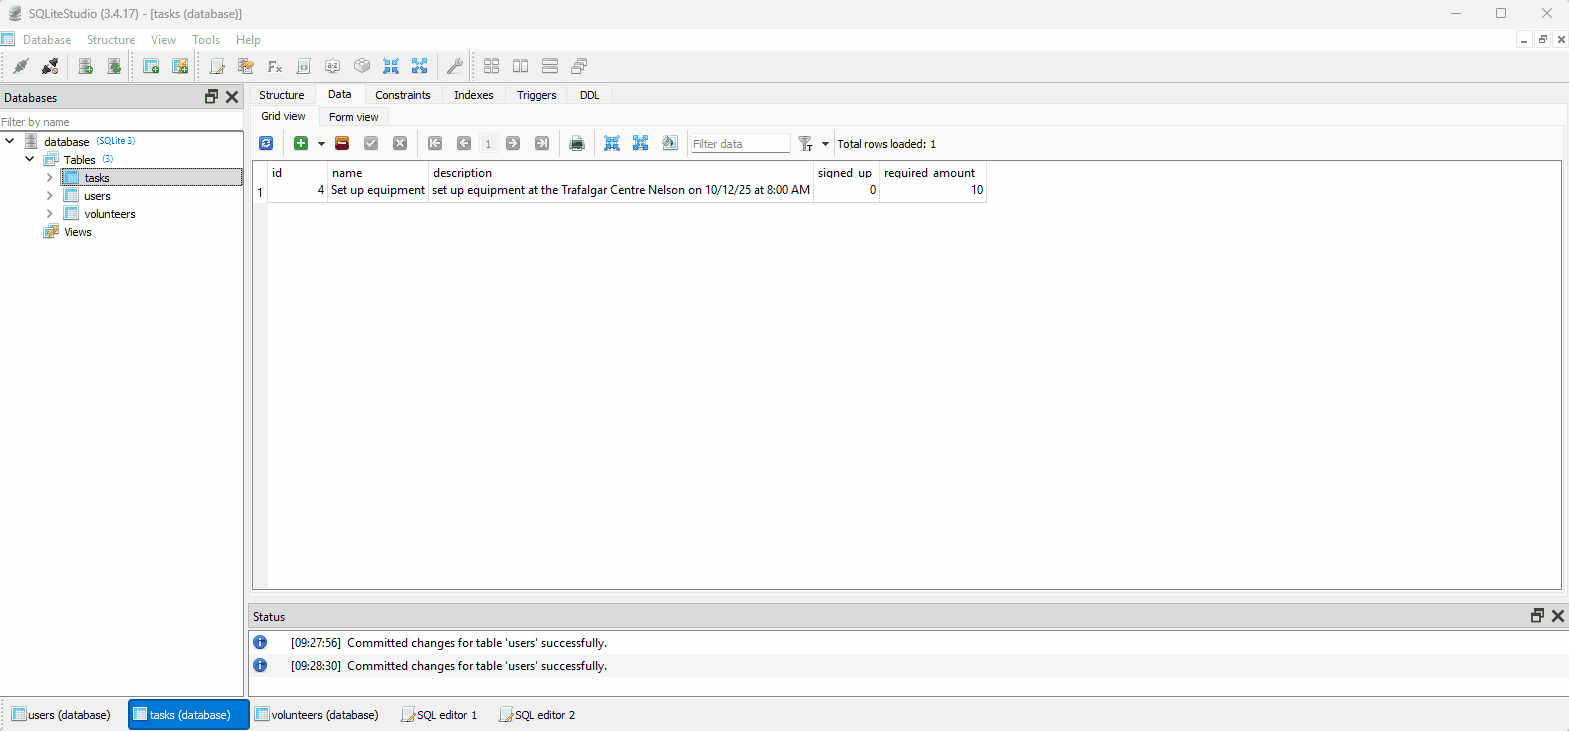 SQLiteStudio (3.4.17) - [tasks (database)]
Database Structure View Tools Help
Databases
Filter by name
database (SQLite 3)
Tables (3)
tasks
users
volunteers
Views
Structure Data Constraints Indexes Triggers DDL
Grid view Form view
1 Filter data Total rows loaded: 1
id name description signed_up required_amount
1 4 Set up equipment set up equipment at the Trafalgar Centre Nelson on 10/12/25 at 8:00 AM 0 10
Status
[09:27:56] Committed changes for table 'users' successfully.
[09:28:30] Committed changes for table 'users' successfully.
users (database) tasks (database) volunteers (database) SQL editor 1 SQL editor 2